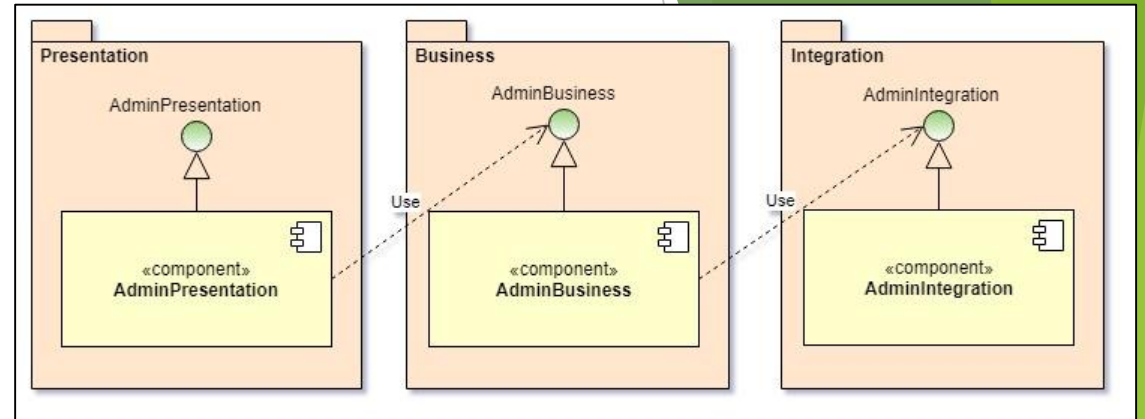 Presentation
AdminPresentation
«component»
AdminPresentation
Use
Business
AdminBusiness
«component»
AdminBusiness
Use
Integration
AdminIntegration
«component»
AdminIntegration